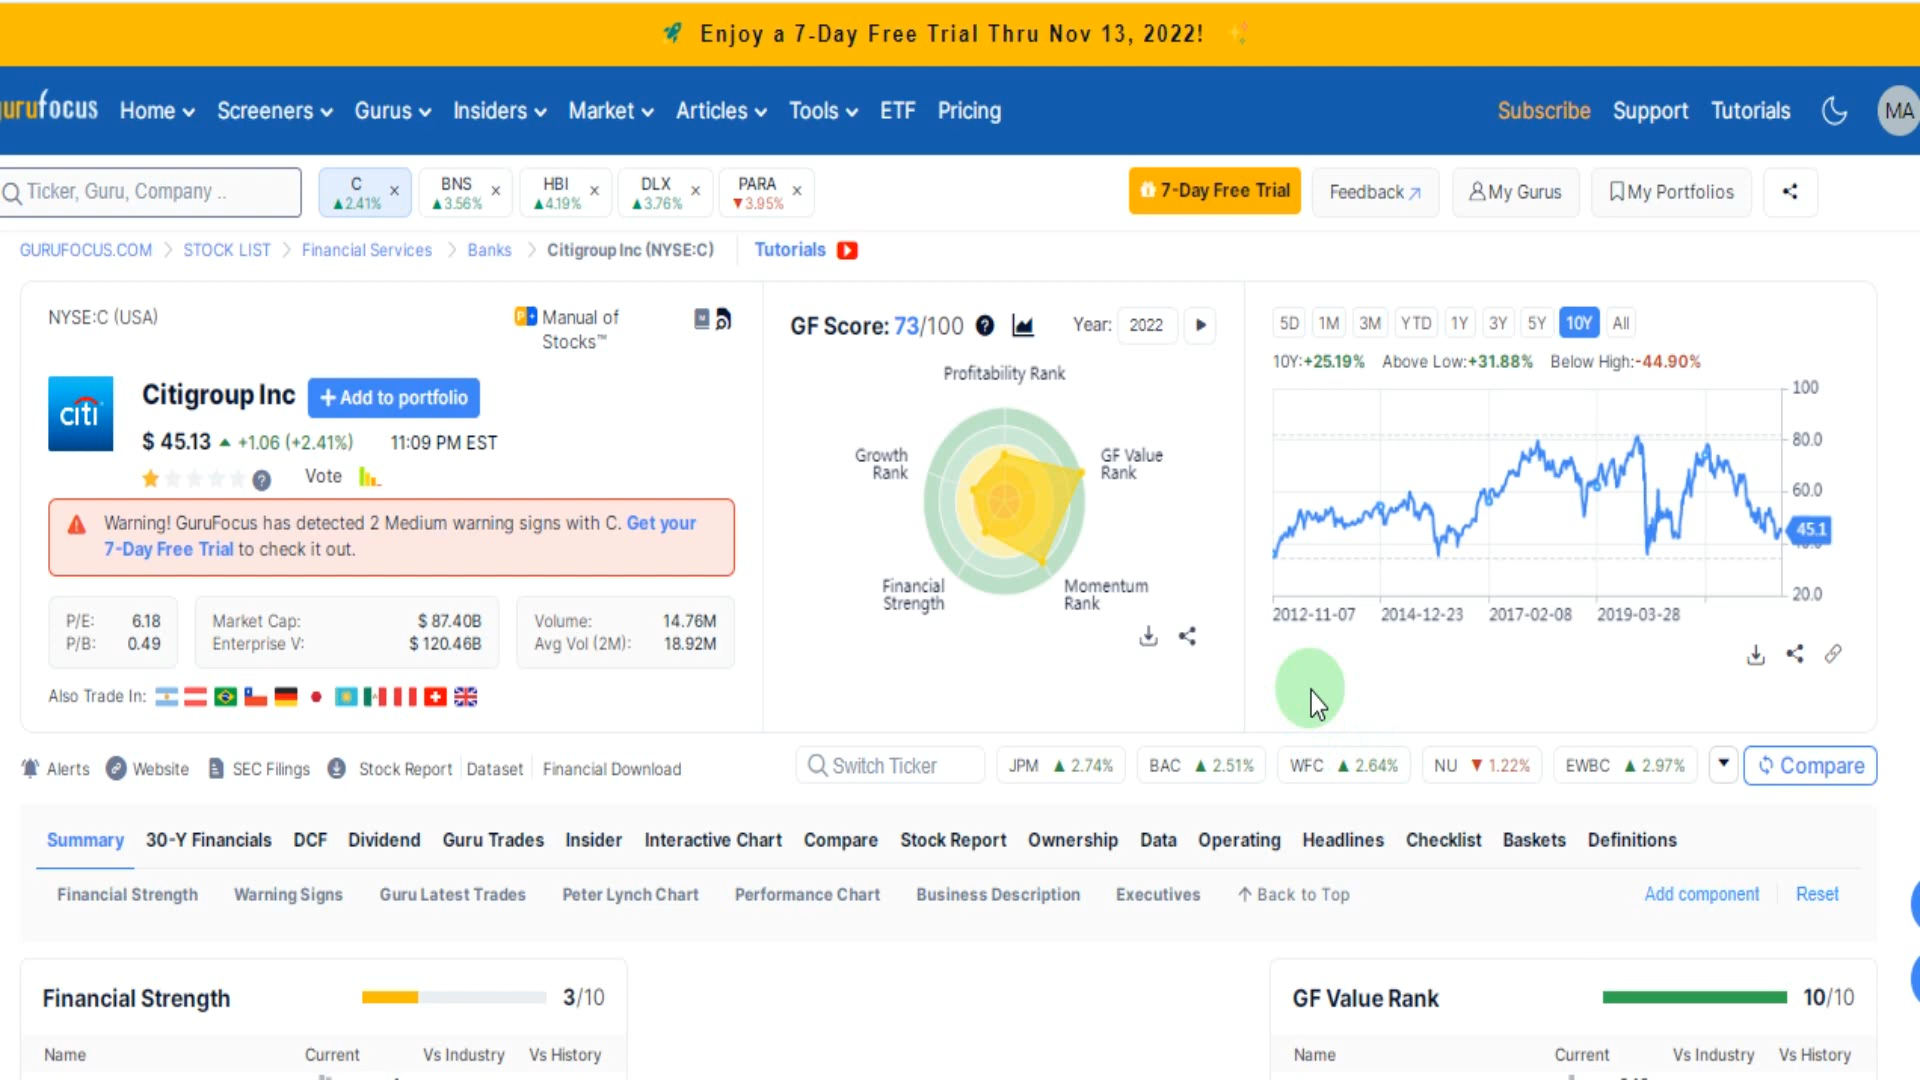 Enjoy a 7-Day Free Trial Thru Nov 13, 2022!
gurufocus Home Screeners Gurus Insiders Market Articles Tools ETF Pricing Subscribe Support Tutorials MA
Ticker, Guru, Company ..
C
▲2.41%
BNS
▲3.56%
HBI
▲4.19%
DLX
▲3.76%
PARA
▼3.95%
7-Day Free Trial Feedback My Gurus My Portfolios
GURUFOCUS.COM STOCK LIST Financial Services Banks Citigroup Inc (NYSE:C) Tutorials
NYSE:C (USA)
Manual of
Stocks™
citi
Citigroup Inc + Add to portfolio
$ 45.13 ▲ +1.06 (+2.41%) 11:09 PM EST
Vote
Warning! GuruFocus has detected 2 Medium warning signs with C. Get your
7-Day Free Trial to check it out.
P/E: 6.18
P/B: 0.49
Market Cap: $ 87.40B
Enterprise V: $ 120.46B
Volume: 14.76M
Avg Vol (2M): 18.92M
Also Trade In:
GF Score: 73/100 ? Year: 2022
Profitability Rank
Growth
Rank
GF Value
Rank
Financial
Strength
Momentum
Rank
5D 1M 3M YTD 1Y 3Y 5Y 10Y All
10Y:+25.19% Above Low:+31.88% Below High:-44.90%
100
80.0
60.0
45.1
20.0
2012-11-07 2014-12-23 2017-02-08 2019-03-28
Alerts Website SEC Filings Stock Report Dataset Financial Download
Switch Ticker JPM ▲ 2.74% BAC ▲ 2.51% WFC ▲ 2.64% NU ▼ 1.22% EWBC ▲ 2.97% Compare
Summary 30-Y Financials DCF Dividend Guru Trades Insider Interactive Chart Compare Stock Report Ownership Data Operating Headlines Checklist Baskets Definitions
Financial Strength Warning Signs Guru Latest Trades Peter Lynch Chart Performance Chart Business Description Executives ↑ Back to Top Add component Reset
Financial Strength 3/10
Name Current Vs Industry Vs History
GF Value Rank 10/10
Name Current Vs Industry Vs History